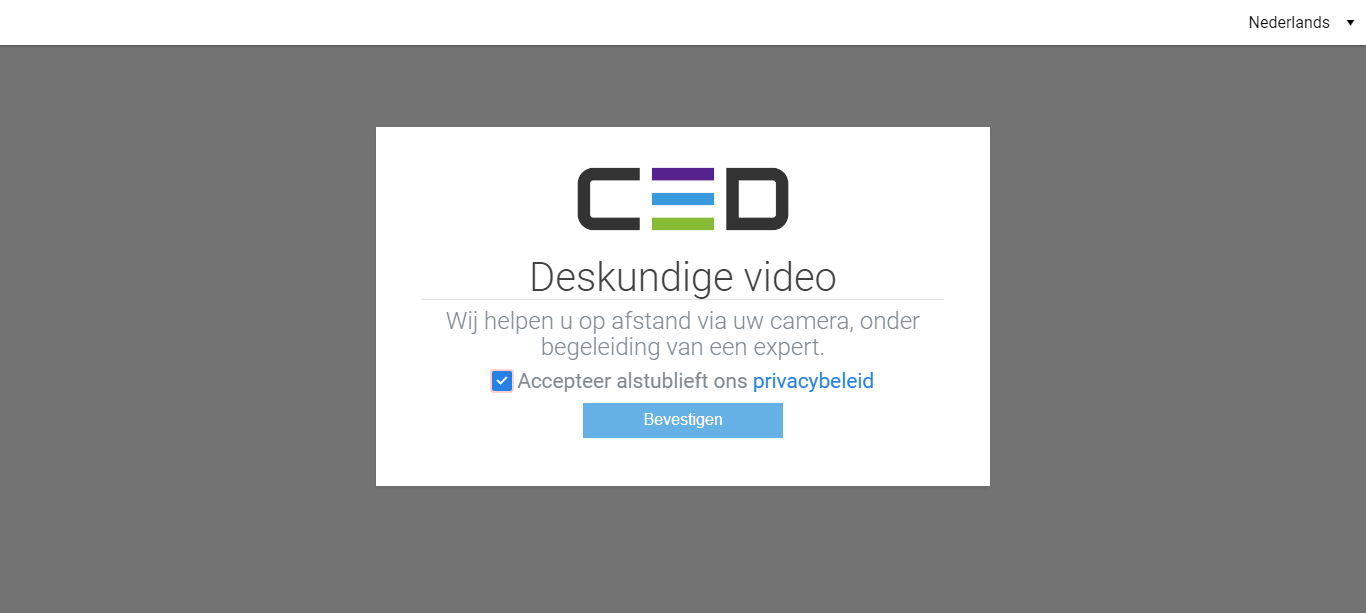 Nederlands
CED
Deskundige video
Wij helpen u op afstand via uw camera, onder
begeleiding van een expert.
Accepteer alstublieft ons privacybeleid
Bevestigen